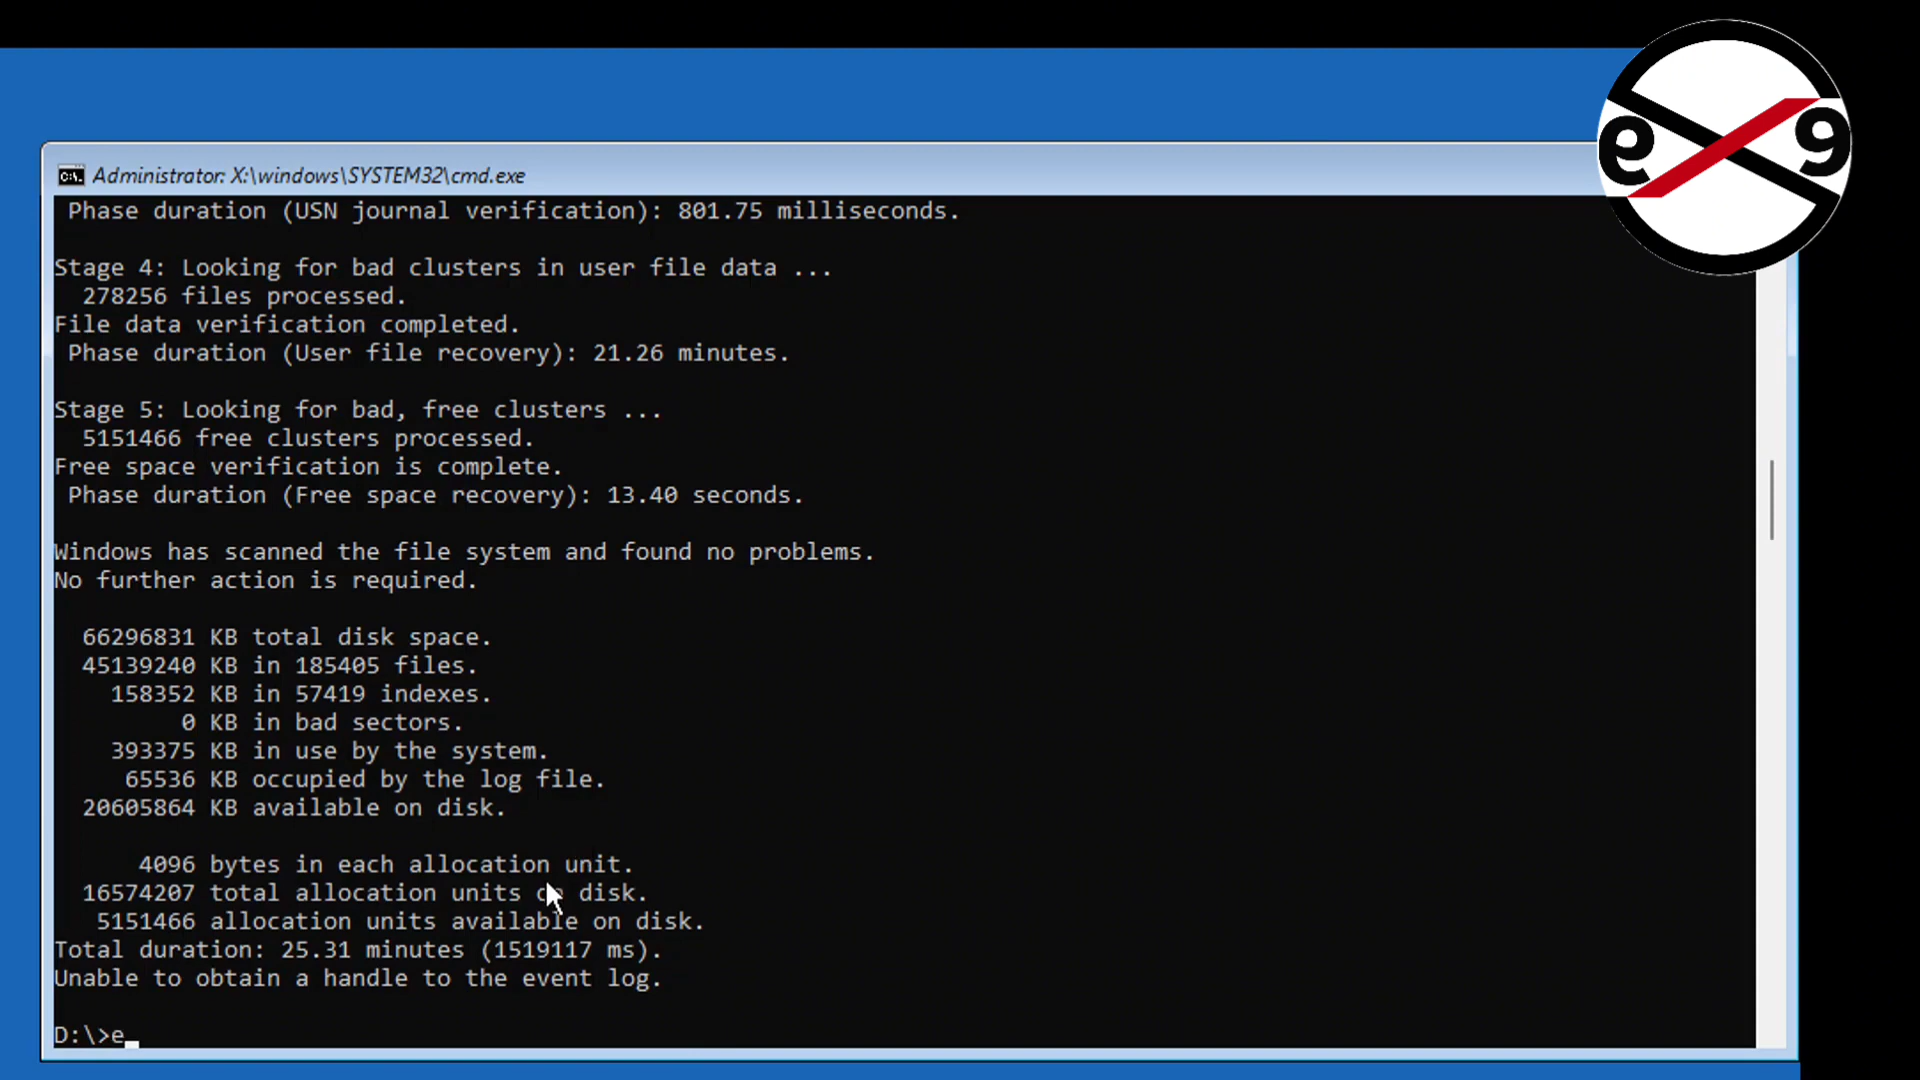 e 9
Administrator: X:\windows\SYSTEM32\cmd.exe
Phase duration (USN journal verification): 801.75 milliseconds.
Stage 4: Looking for bad clusters in user file data ...
278256 files processed.
File data verification completed.
Phase duration (User file recovery): 21.26 minutes.
Stage 5: Looking for bad, free clusters ...
5151466 free clusters processed.
Free space verification is complete.
Phase duration (Free space recovery): 13.40 seconds.
Windows has scanned the file system and found no problems.
No further action is required.
66296831 KB total disk space.
45139240 KB in 185405 files.
158352 KB in 57419 indexes.
0 KB in bad sectors.
393375 KB in use by the system.
65536 KB occupied by the log file.
20605864 KB available on disk.
4096 bytes in each allocation unit.
16574207 total allocation units on disk.
5151466 allocation units available on disk.
Total duration: 25.31 minutes (1519117 ms).
Unable to obtain a handle to the event log.
D:\>e_